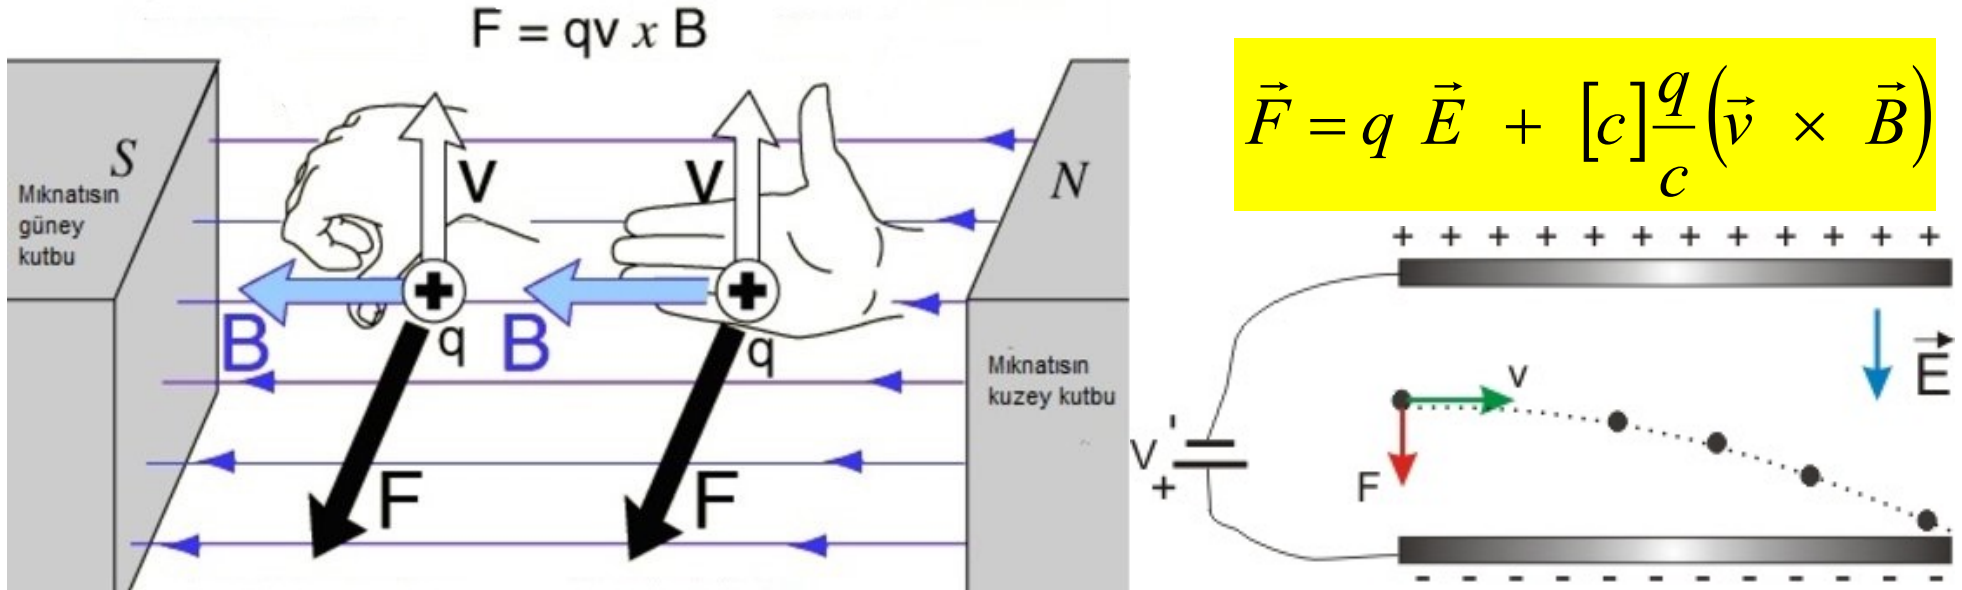 F = qv x B
S
Mıknatısın
güney
kutbu
v
v
N
B
q
B
q
Mıknatısın
kuzey kutbu
F
F
F⃗ = q E⃗ + [c] q/c (v⃗ × B⃗)
+ + + + + + + + + + + +
E⃗
v
F
V
-
+
- - - - - - - - - - - -